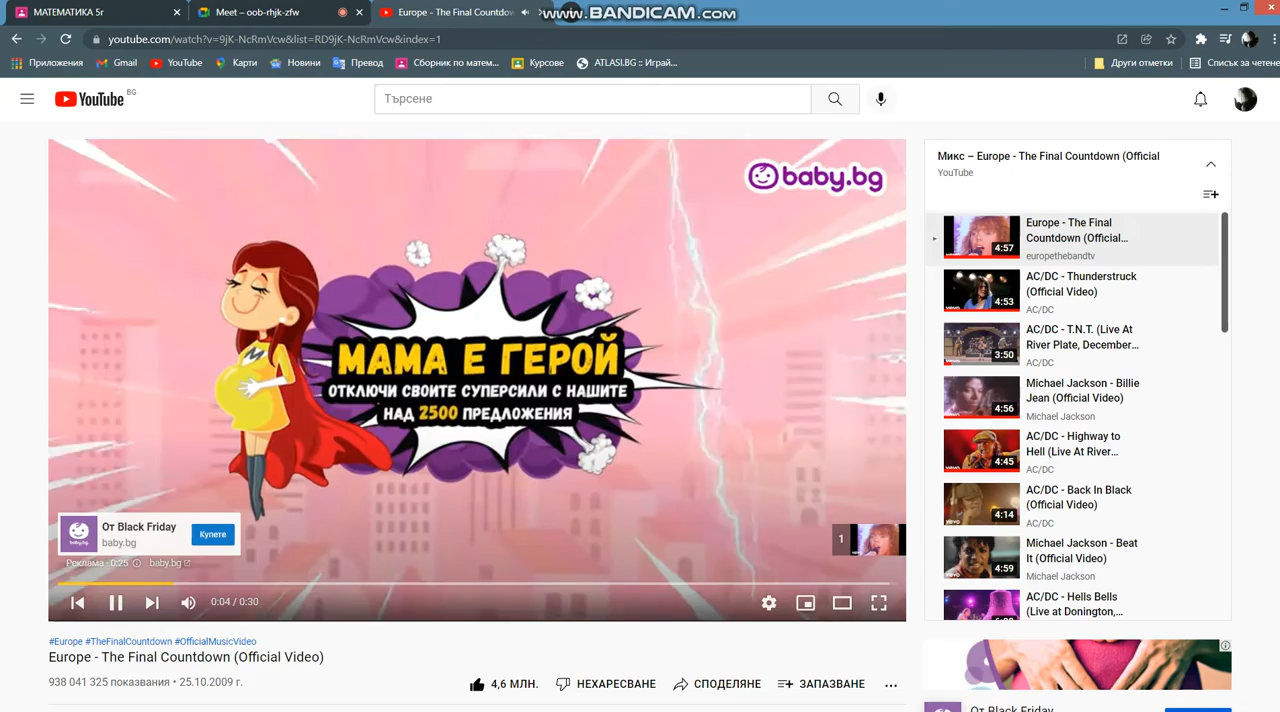 МАТЕМАТИКА 5г
Meet – oob-rhjk-zfw
Europe - The Final Countdow
www.BANDICAM.com
youtube.com/watch?v=9jK-NcRmVcw&list=RD9jK-NcRmVcw&index=1
Приложения
Gmail
YouTube
Карти
Новини
Превод
Сборник по матем...
Курсове
ATLASI.BG :: Играй...
Други отметки
Списък за четене
YouTube BG
Търсене
baby.bg
МАМА Е ГЕРОЙ
ОТКЛЮЧИ СВОИТЕ СУПЕРСИЛИ С НАШИТЕ
НАД 2500 ПРЕДЛОЖЕНИЯ
baby.bg
От Black Friday
baby.bg
Купете
Реклама · 0:25
baby.bg
1
0:04 / 0:30
#Europe #TheFinalCountdown #OfficialMusicVideo
Europe - The Final Countdown (Official Video)
938 041 325 показвания • 25.10.2009 г.
4,6 МЛН.
НЕХАРЕСВАНЕ
СПОДЕЛЯНЕ
ЗАПАЗВАНЕ
Микс – Europe - The Final Countdown (Official
YouTube
4:57
Europe - The Final
Countdown (Official...
europethebandtv
4:53
AC/DC - Thunderstruck
(Official Video)
AC/DC
3:50
AC/DC - T.N.T. (Live At
River Plate, December...
AC/DC
4:56
Michael Jackson - Billie
Jean (Official Video)
Michael Jackson
4:45
AC/DC - Highway to
Hell (Live At River...
AC/DC
4:14
AC/DC - Back In Black
(Official Video)
AC/DC
4:59
Michael Jackson - Beat
It (Official Video)
Michael Jackson
AC/DC - Hells Bells
(Live at Donington,...
От Black Friday